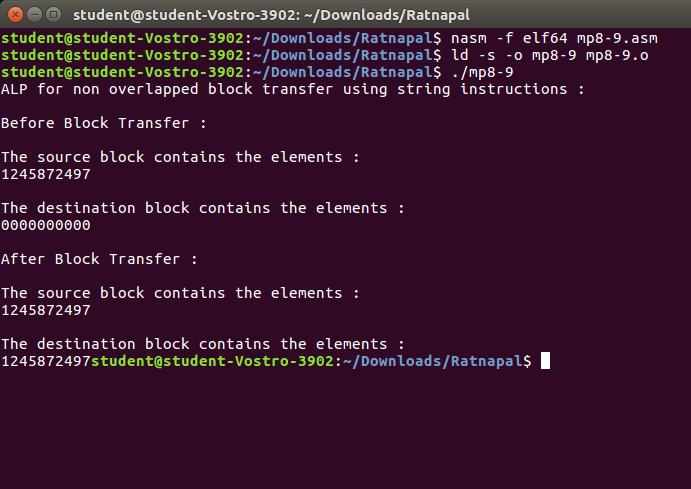 student@student-Vostro-3902: ~/Downloads/Ratnapal
student@student-Vostro-3902:~/Downloads/Ratnapal$ nasm -f elf64 mp8-9.asm
student@student-Vostro-3902:~/Downloads/Ratnapal$ ld -s -o mp8-9 mp8-9.o
student@student-Vostro-3902:~/Downloads/Ratnapal$ ./mp8-9
ALP for non overlapped block transfer using string instructions :
Before Block Transfer :
The source block contains the elements :
1245872497
The destination block contains the elements :
0000000000
After Block Transfer :
The source block contains the elements :
1245872497
The destination block contains the elements :
1245872497student@student-Vostro-3902:~/Downloads/Ratnapal$